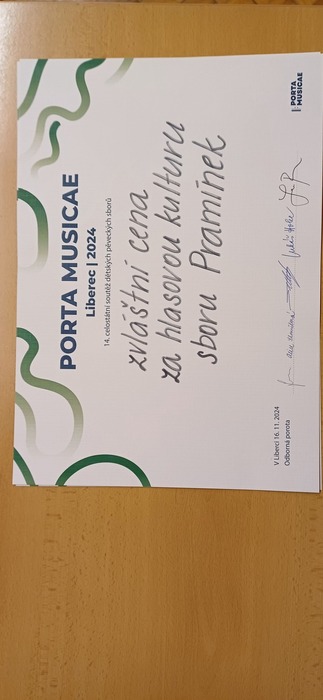 PORTA MUSICAE
Liberec | 2024
14. celostátní soutěž dětských pěveckých sborů
zvláštní cena
za hlasovou kulturu
sboru Pramínek
V Liberci 16. 11. 2024
Odborná porota
PORTA
MUSICAE